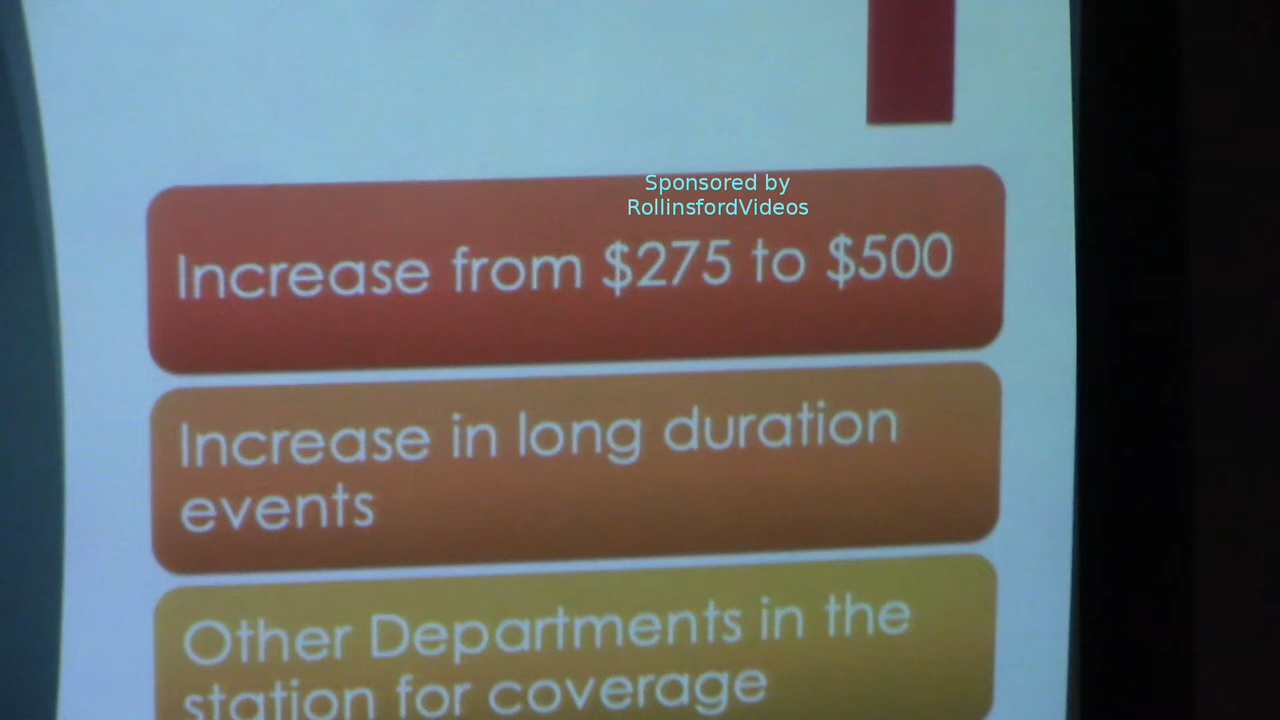 Sponsored by
RollinsfordVideos
Increase from $275 to $500
Increase in long duration
events
Other Departments in the
station for coverage